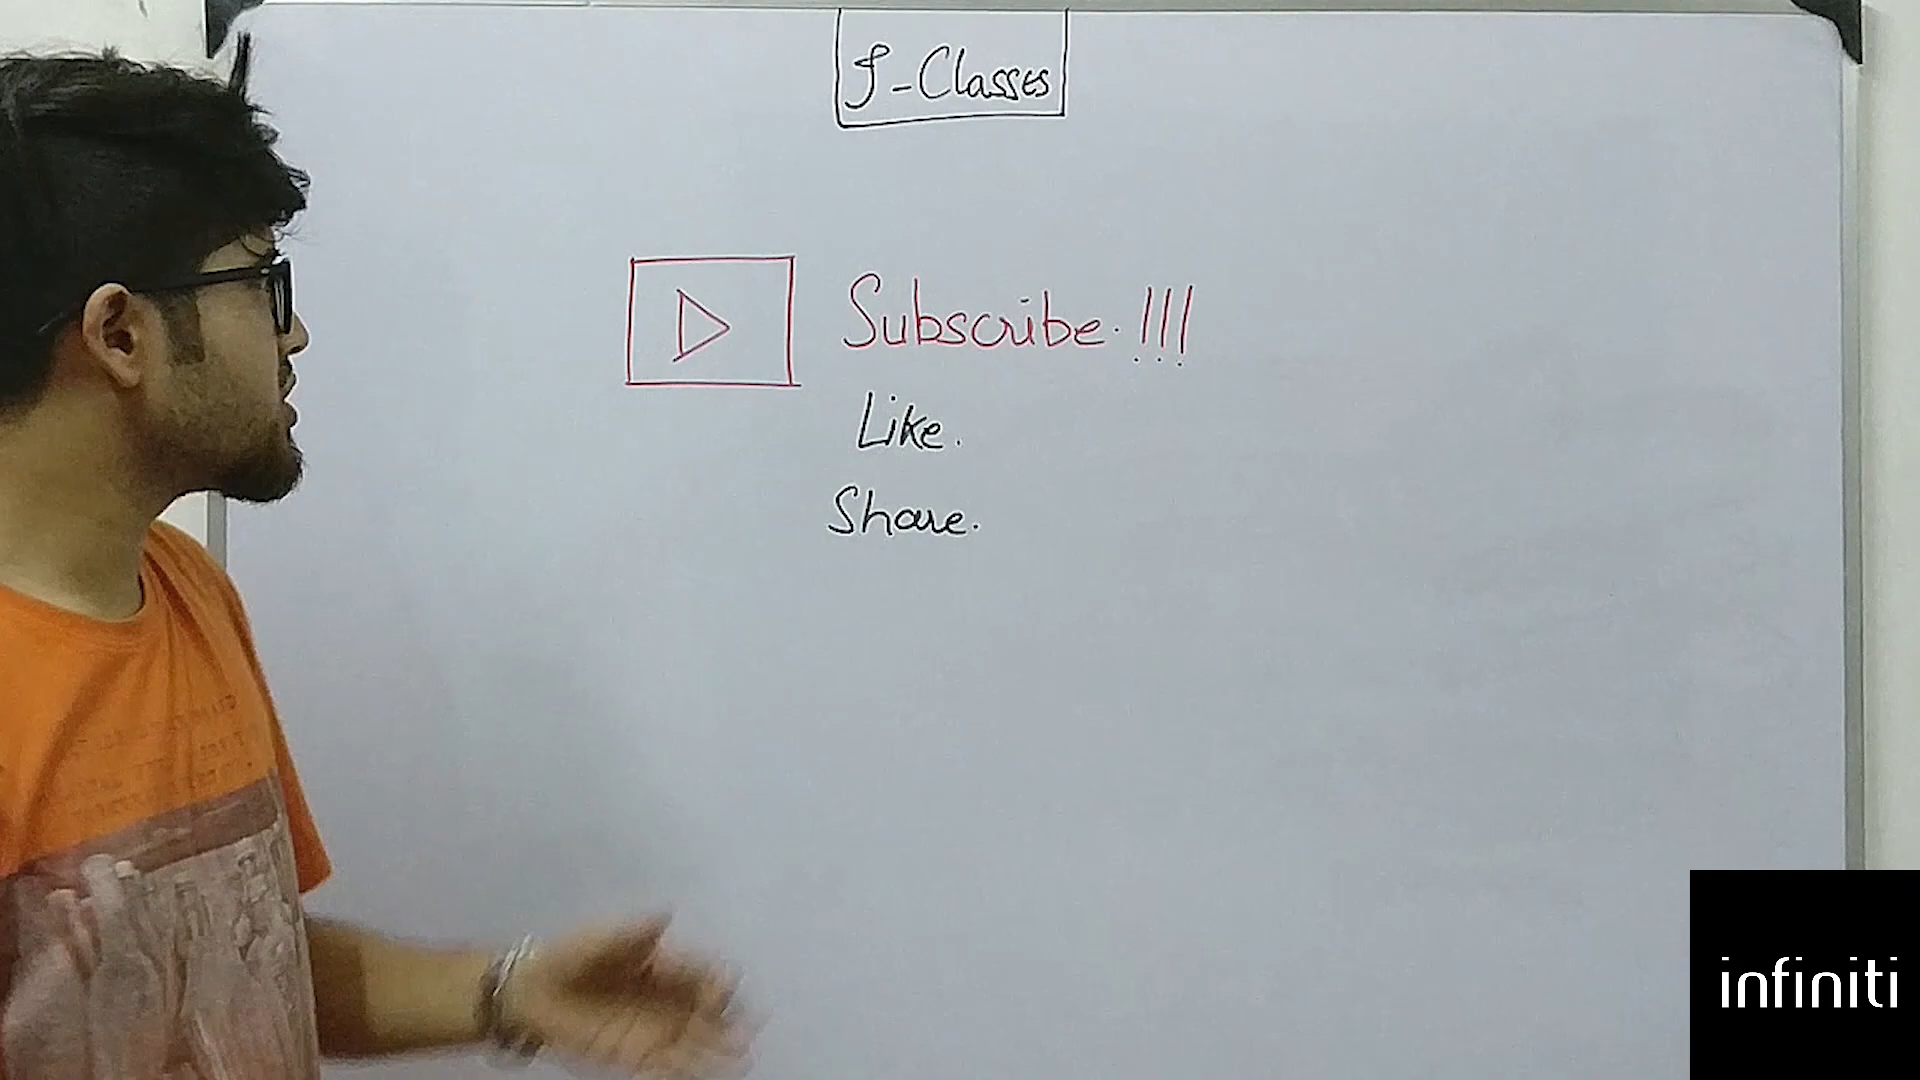 I-Classes
Subscribe.!!!
Like.
Share.
infiniti